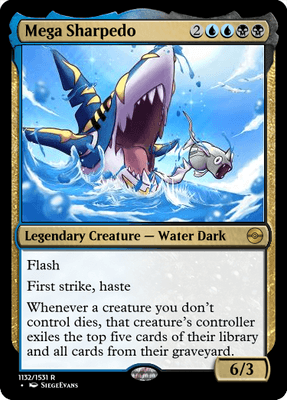 Mega Sharpedo 2
Legendary Creature — Water Dark
Flash
First strike, haste
Whenever a creature you don't
control dies, that creature's controller
exiles the top five cards of their library
and all cards from their graveyard.
6/3
1132/1531 R
• SiegeEvans